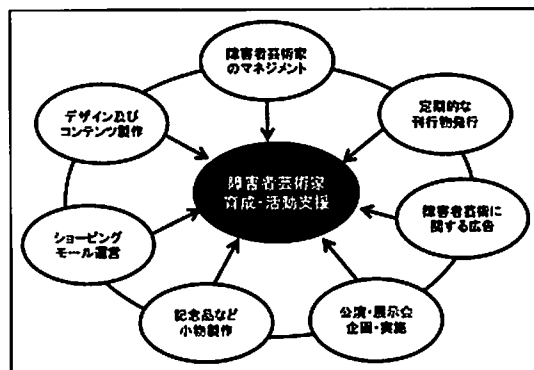 障害者芸術家
のマネジメント
定期的な
刊行物発行
障害者芸術に
関する広告
公演・展示会
企画・実施
記念品など
小物製作
ショーピング
モール運営
デザイン及び
コンテンツ製作
障害者芸術家
育成・活動支援